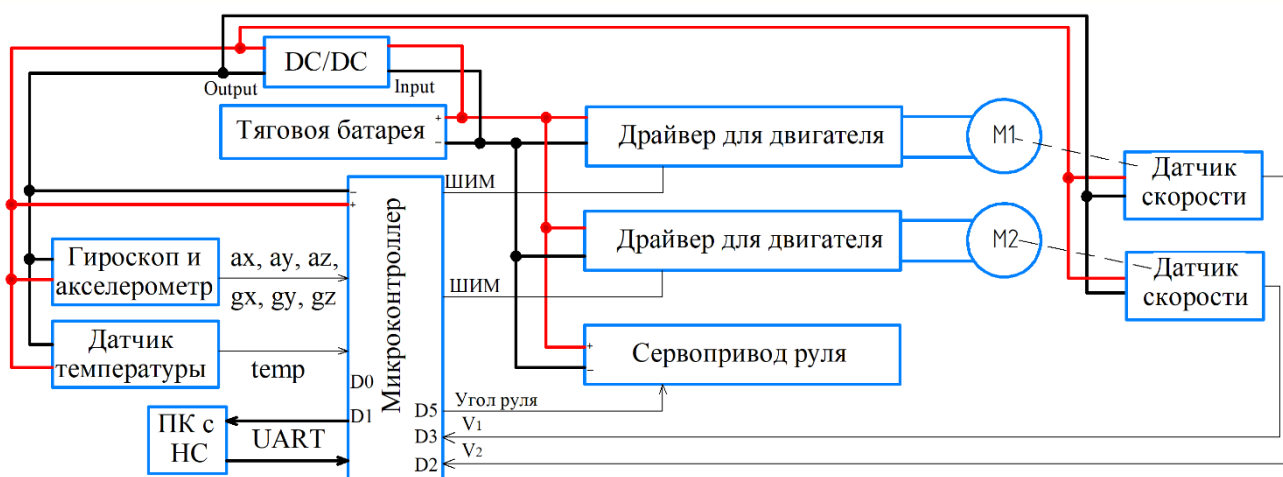 DC/DC
Output
Input
Тяговоя батарея
+
−
Драйвер для двигателя
M1
Датчик
скорости
ШИМ
−
+
Микроконтроллер
Драйвер для двигателя
M2
Датчик
скорости
Гироскоп и
акселерометр
ax, ay, az,
gx, gy, gz
ШИМ
Датчик
температуры
temp
+
−
Сервопривод руля
D0
D1
ПК с
НС
UART
D5
Угол руля
D3
V1
D2
V2